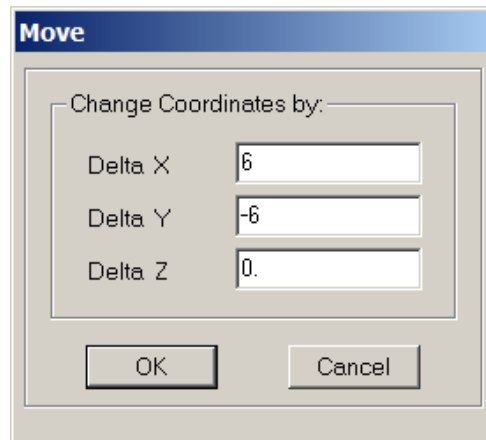 Move
Change Coordinates by:
Delta X 6
Delta Y -6
Delta Z 0.
OK Cancel